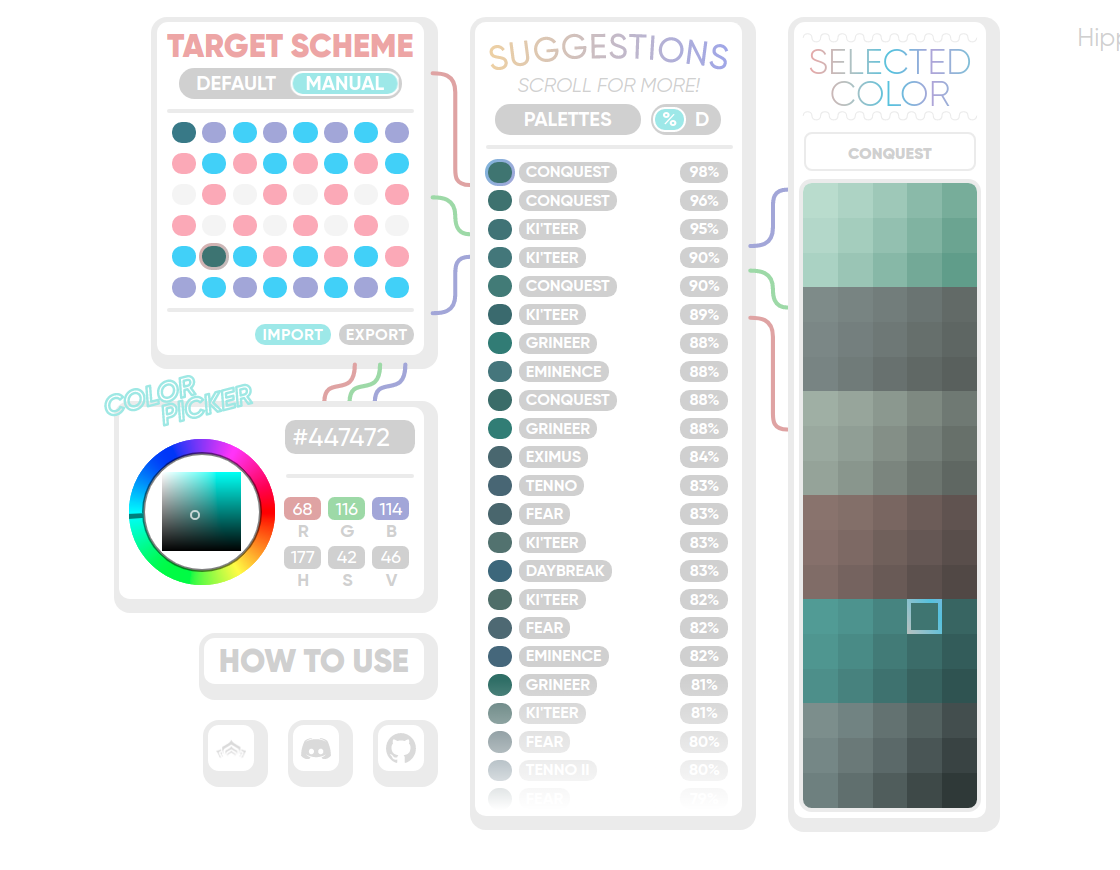 TARGET SCHEME
DEFAULT MANUAL
IMPORT EXPORT
COLOR
PICKER
#447472
68 116 114
R G B
177 42 46
H S V
HOW TO USE
SUGGESTIONS
SCROLL FOR MORE!
PALETTES % D
CONQUEST 98%
CONQUEST 96%
KI'TEER 95%
KI'TEER 90%
CONQUEST 90%
KI'TEER 89%
GRINEER 88%
EMINENCE 88%
CONQUEST 88%
GRINEER 88%
EXIMUS 84%
TENNO 83%
FEAR 83%
KI'TEER 83%
DAYBREAK 83%
KI'TEER 82%
FEAR 82%
EMINENCE 82%
GRINEER 81%
KI'TEER 81%
FEAR 80%
TENNO II 80%
FEAR
SELECTED
COLOR
CONQUEST